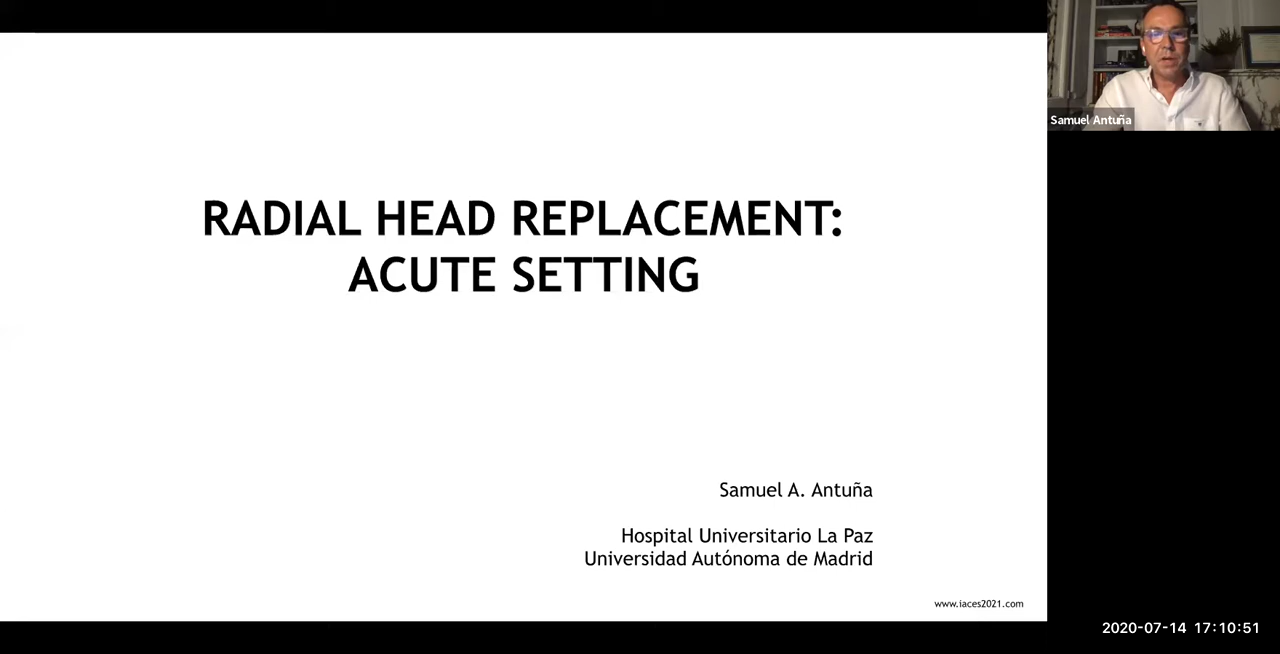 RADIAL HEAD REPLACEMENT:
ACUTE SETTING
Samuel A. Antuña
Hospital Universitario La Paz
Universidad Autónoma de Madrid
www.iaces2021.com
Samuel Antuña
2020-07-14 17:10:51